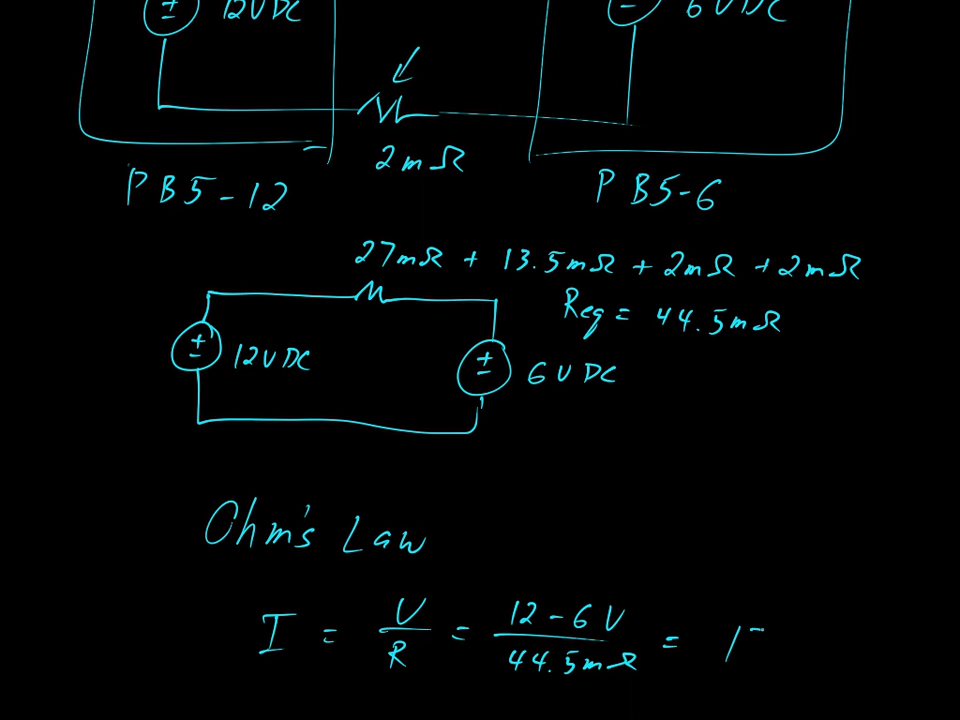 ± 12VDC
6VDC
2mΩ
PB5-12
PB5-6
27mΩ + 13.5mΩ + 2mΩ + 2mΩ
Req = 44.5mΩ
± 12VDC
± 6VDC
Ohm's Law
I = V/R = 12-6V/44.5mΩ = 1